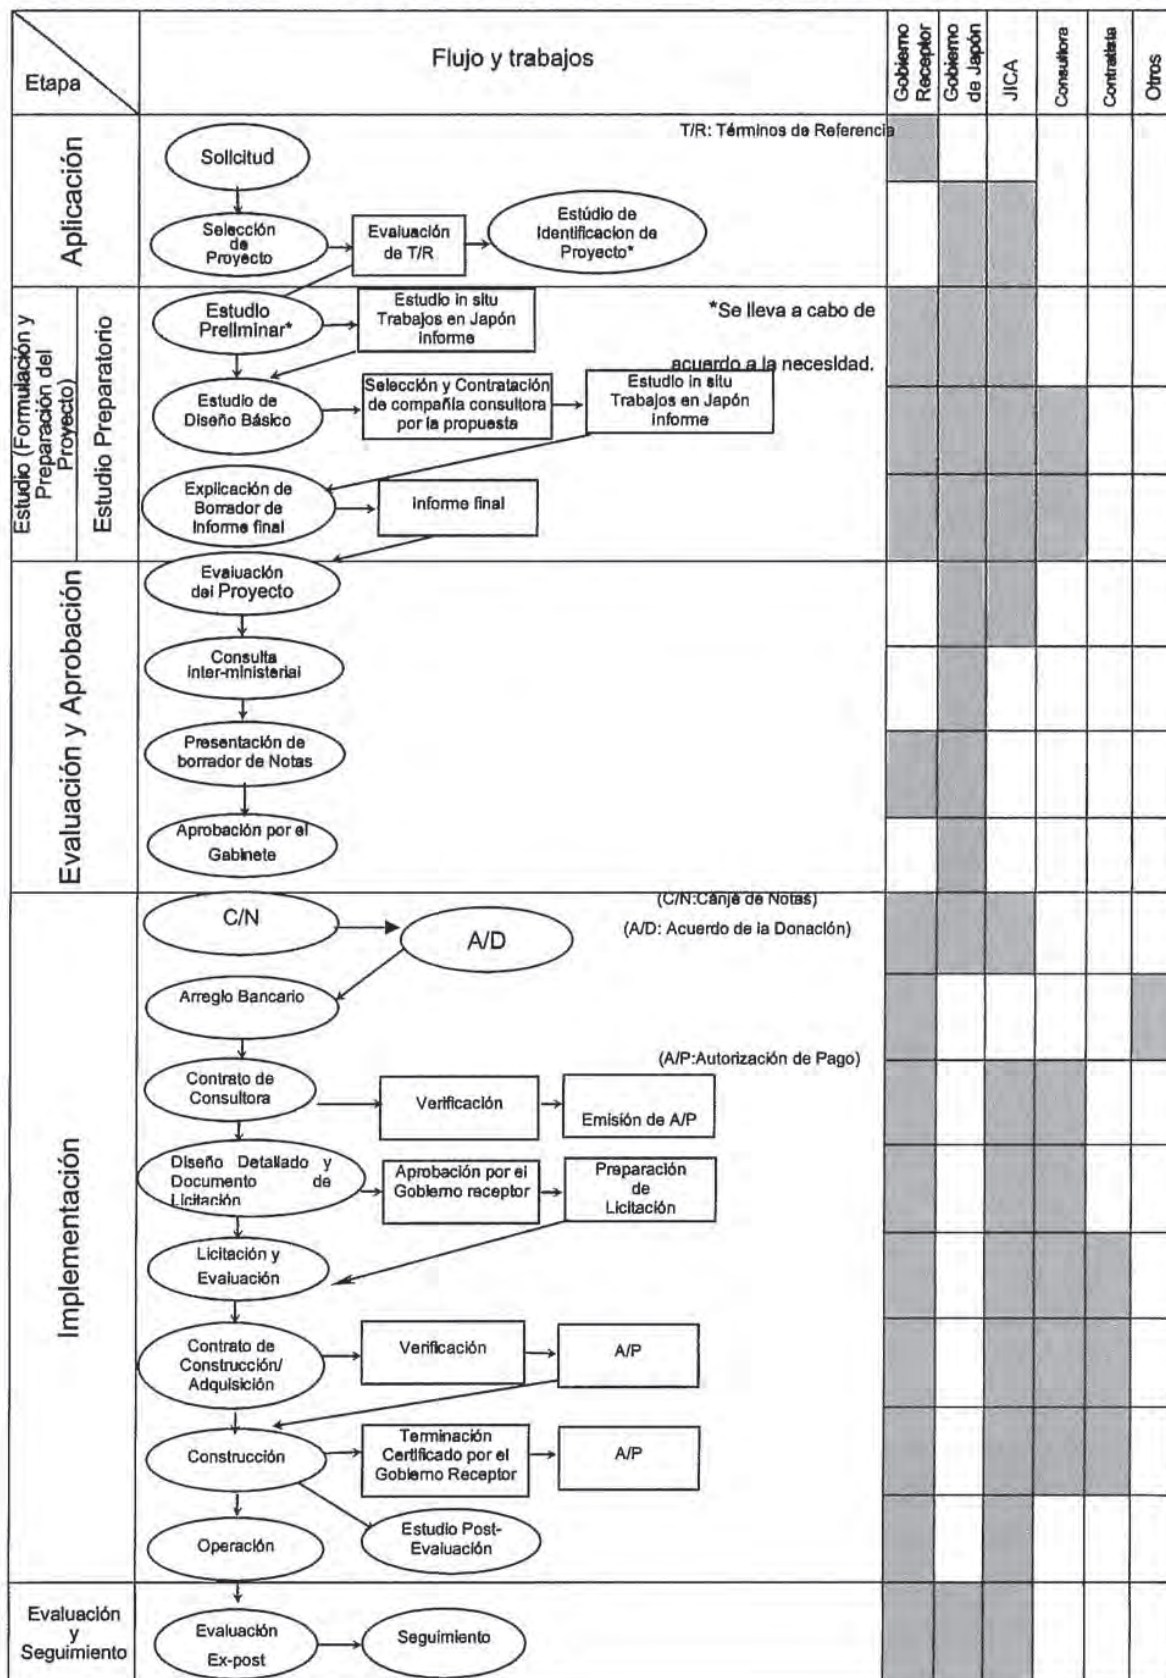 Etapa
Flujo y trabajos
Gobierno
Receptor
Gobierno
de Japón
JICA
Consultora
Contratista
Otros
Aplicación
T/R: Términos de Referencia
Solicitud
Selección
de
Proyecto
Evaluación
de T/R
Estúdio de
Identificacion de
Proyecto*
Estudio (Formulación y
Preparación del
Proyecto)
Estudio Preparatorio
Estudio
Preliminar*
Estudio in situ
Trabajos en Japón
informe
*Se lleva a cabo de
acuerdo a la necesidad.
Estudio de
Diseño Básico
Selección y Contratación
de compañía consultora
por la propuesta
Estudio in situ
Trabajos en Japón
informe
Explicación de
Borrador de
Informe final
Informe final
Evaluación y Aprobación
Evaluación
del Proyecto
Consulta
inter-ministerial
Presentación de
borrador de Notas
Aprobación por el
Gabinete
Implementación
C/N
A/D
(C/N:Cánje de Notas)
(A/D: Acuerdo de la Donación)
Arreglo Bancario
(A/P:Autorización de Pago)
Contrato de
Consultora
Verificación
Emisión de A/P
Diseño Detallado y
Documento de
Licitación
Aprobación por el
Gobierno receptor
Preparación
de
Licitación
Licitación y
Evaluación
Contrato de
Construcción/
Adquisición
Verificación
A/P
Construcción
Terminación
Certificado por el
Gobierno Receptor
A/P
Operación
Estudio Post-
Evaluación
Evaluación
y
Seguimiento
Evaluación
Ex-post
Seguimiento